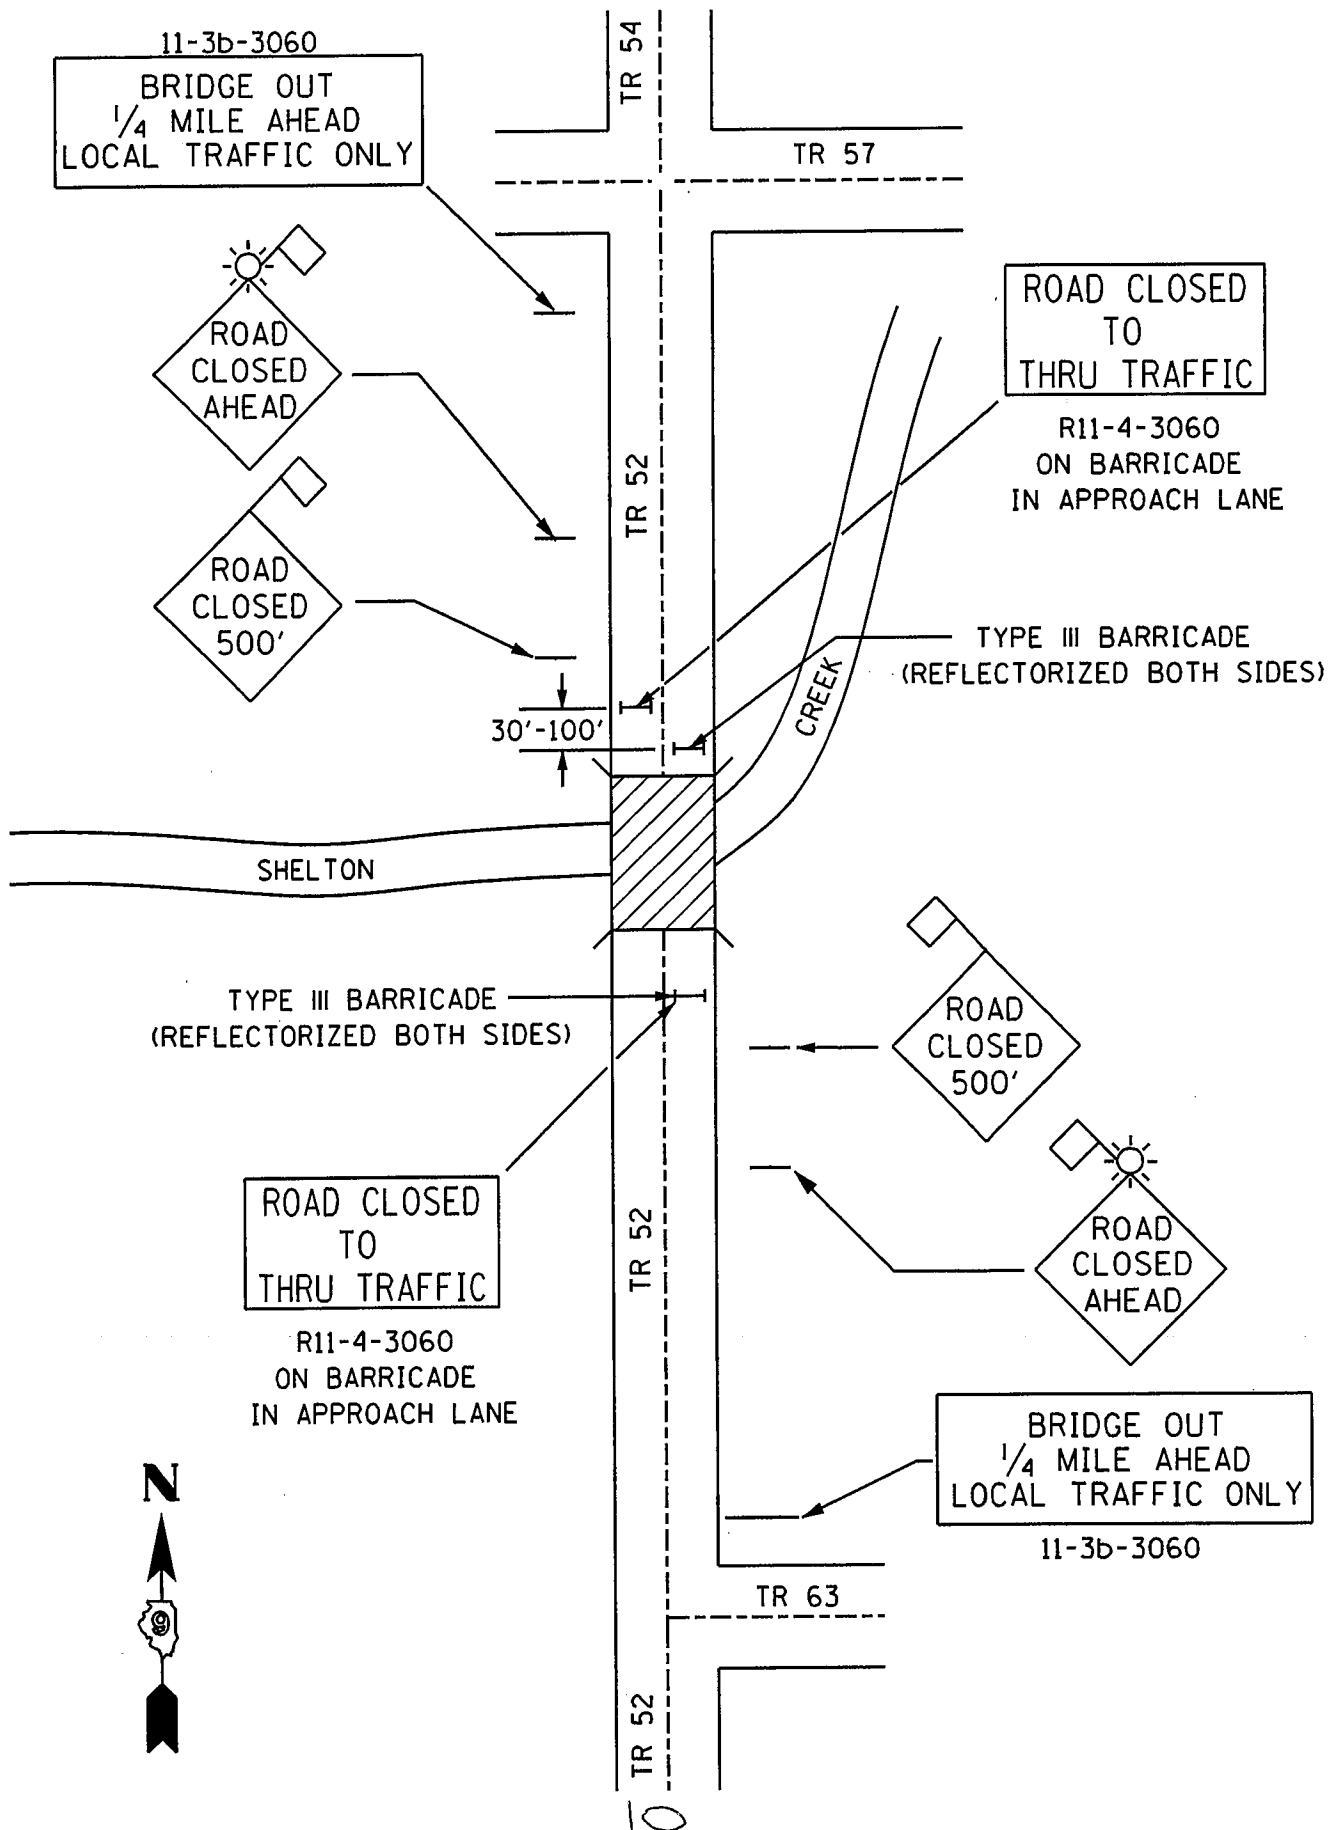 11-3b-3060
BRIDGE OUT
1/4 MILE AHEAD
LOCAL TRAFFIC ONLY
TR 54
TR 57
ROAD
CLOSED
AHEAD
ROAD CLOSED
TO
THRU TRAFFIC
R11-4-3060
ON BARRICADE
IN APPROACH LANE
TR 52
ROAD
CLOSED
500'
TYPE III BARRICADE
(REFLECTORIZED BOTH SIDES)
CREEK
30'-100'
SHELTON
TYPE III BARRICADE
(REFLECTORIZED BOTH SIDES)
ROAD
CLOSED
500'
ROAD CLOSED
TO
THRU TRAFFIC
R11-4-3060
ON BARRICADE
IN APPROACH LANE
TR 52
ROAD
CLOSED
AHEAD
BRIDGE OUT
1/4 MILE AHEAD
LOCAL TRAFFIC ONLY
11-3b-3060
N
9
TR 63
TR 52
10